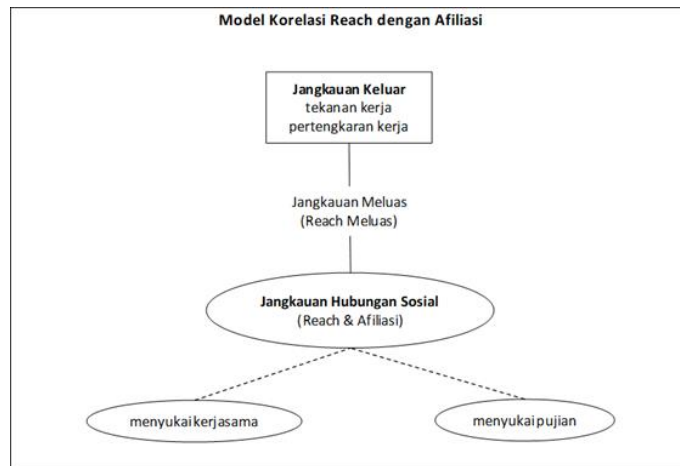 Model Korelasi Reach dengan Afiliasi
Jangkauan Keluar
tekanan kerja
pertengkaran kerja
Jangkauan Meluas
(Reach Meluas)
Jangkauan Hubungan Sosial
(Reach & Afiliasi)
menyukai kerjasama
menyukai pujian